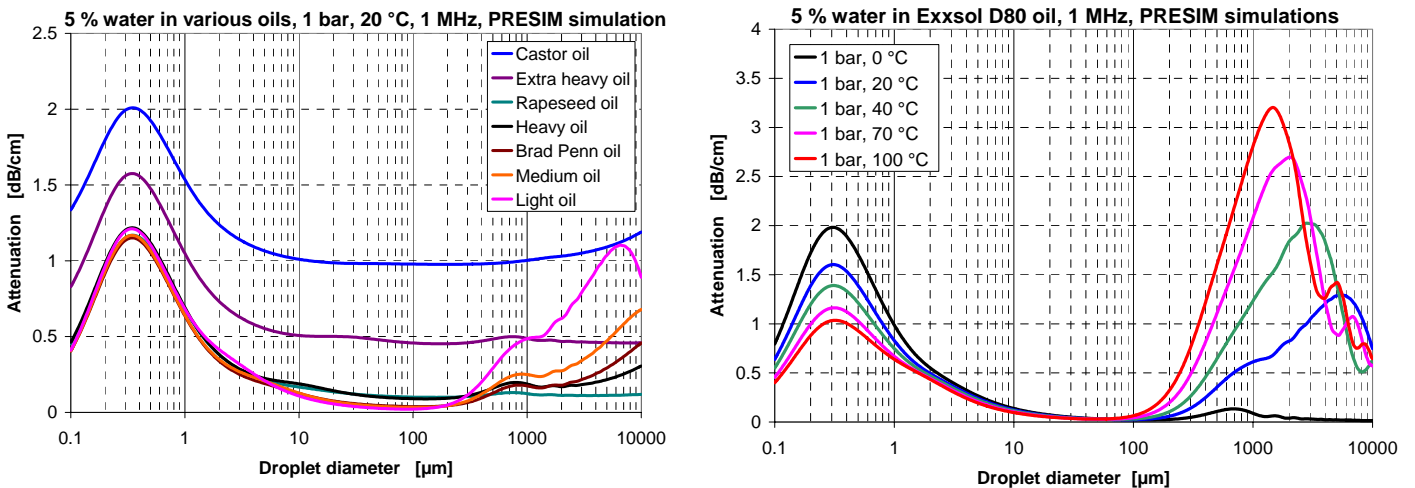 5 % water in various oils, 1 bar, 20 °C, 1 MHz, PRESIM simulation
2.5
2
1.5
1
0.5
0
Attenuation [dB/cm]
Castor oil
Extra heavy oil
Rapeseed oil
Heavy oil
Brad Penn oil
Medium oil
Light oil
0.1 1 10 100 1000 10000
Droplet diameter [µm]
5 % water in Exxsol D80 oil, 1 MHz, PRESIM simulations
4
3.5
3
2.5
2
1.5
1
0.5
0
Attenuation [dB/cm]
1 bar, 0 °C
1 bar, 20 °C
1 bar, 40 °C
1 bar, 70 °C
1 bar, 100 °C
0.1 1 10 100 1000 10000
Droplet diameter [µm]